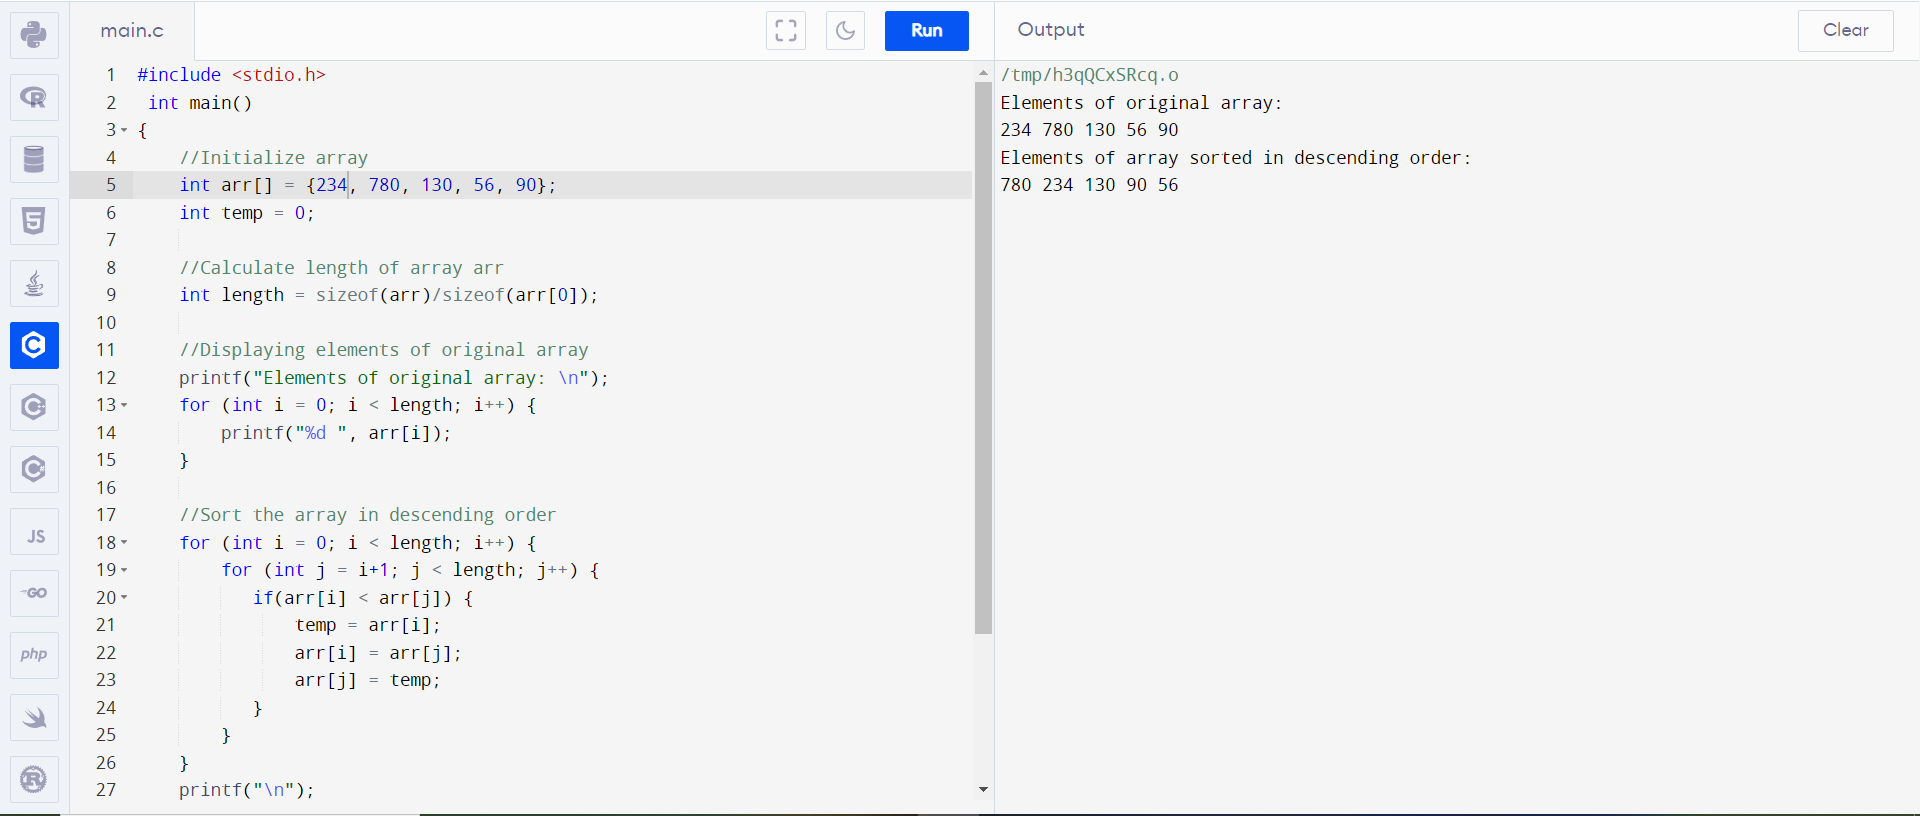 main.c
Run
Output
Clear
1 #include <stdio.h>
2 int main()
3 {
4 //Initialize array
5 int arr[] = {234, 780, 130, 56, 90};
6 int temp = 0;
7
8 //Calculate length of array arr
9 int length = sizeof(arr)/sizeof(arr[0]);
10
11 //Displaying elements of original array
12 printf("Elements of original array: \n");
13 for (int i = 0; i < length; i++) {
14 printf("%d ", arr[i]);
15 }
16
17 //Sort the array in descending order
18 for (int i = 0; i < length; i++) {
19 for (int j = i+1; j < length; j++) {
20 if(arr[i] < arr[j]) {
21 temp = arr[i];
22 arr[i] = arr[j];
23 arr[j] = temp;
24 }
25 }
26 }
27 printf("\n");
/tmp/h3qQCxSRcq.o
Elements of original array:
234 780 130 56 90
Elements of array sorted in descending order:
780 234 130 90 56
R
5
C
C++
C#
JS
GO
php
R